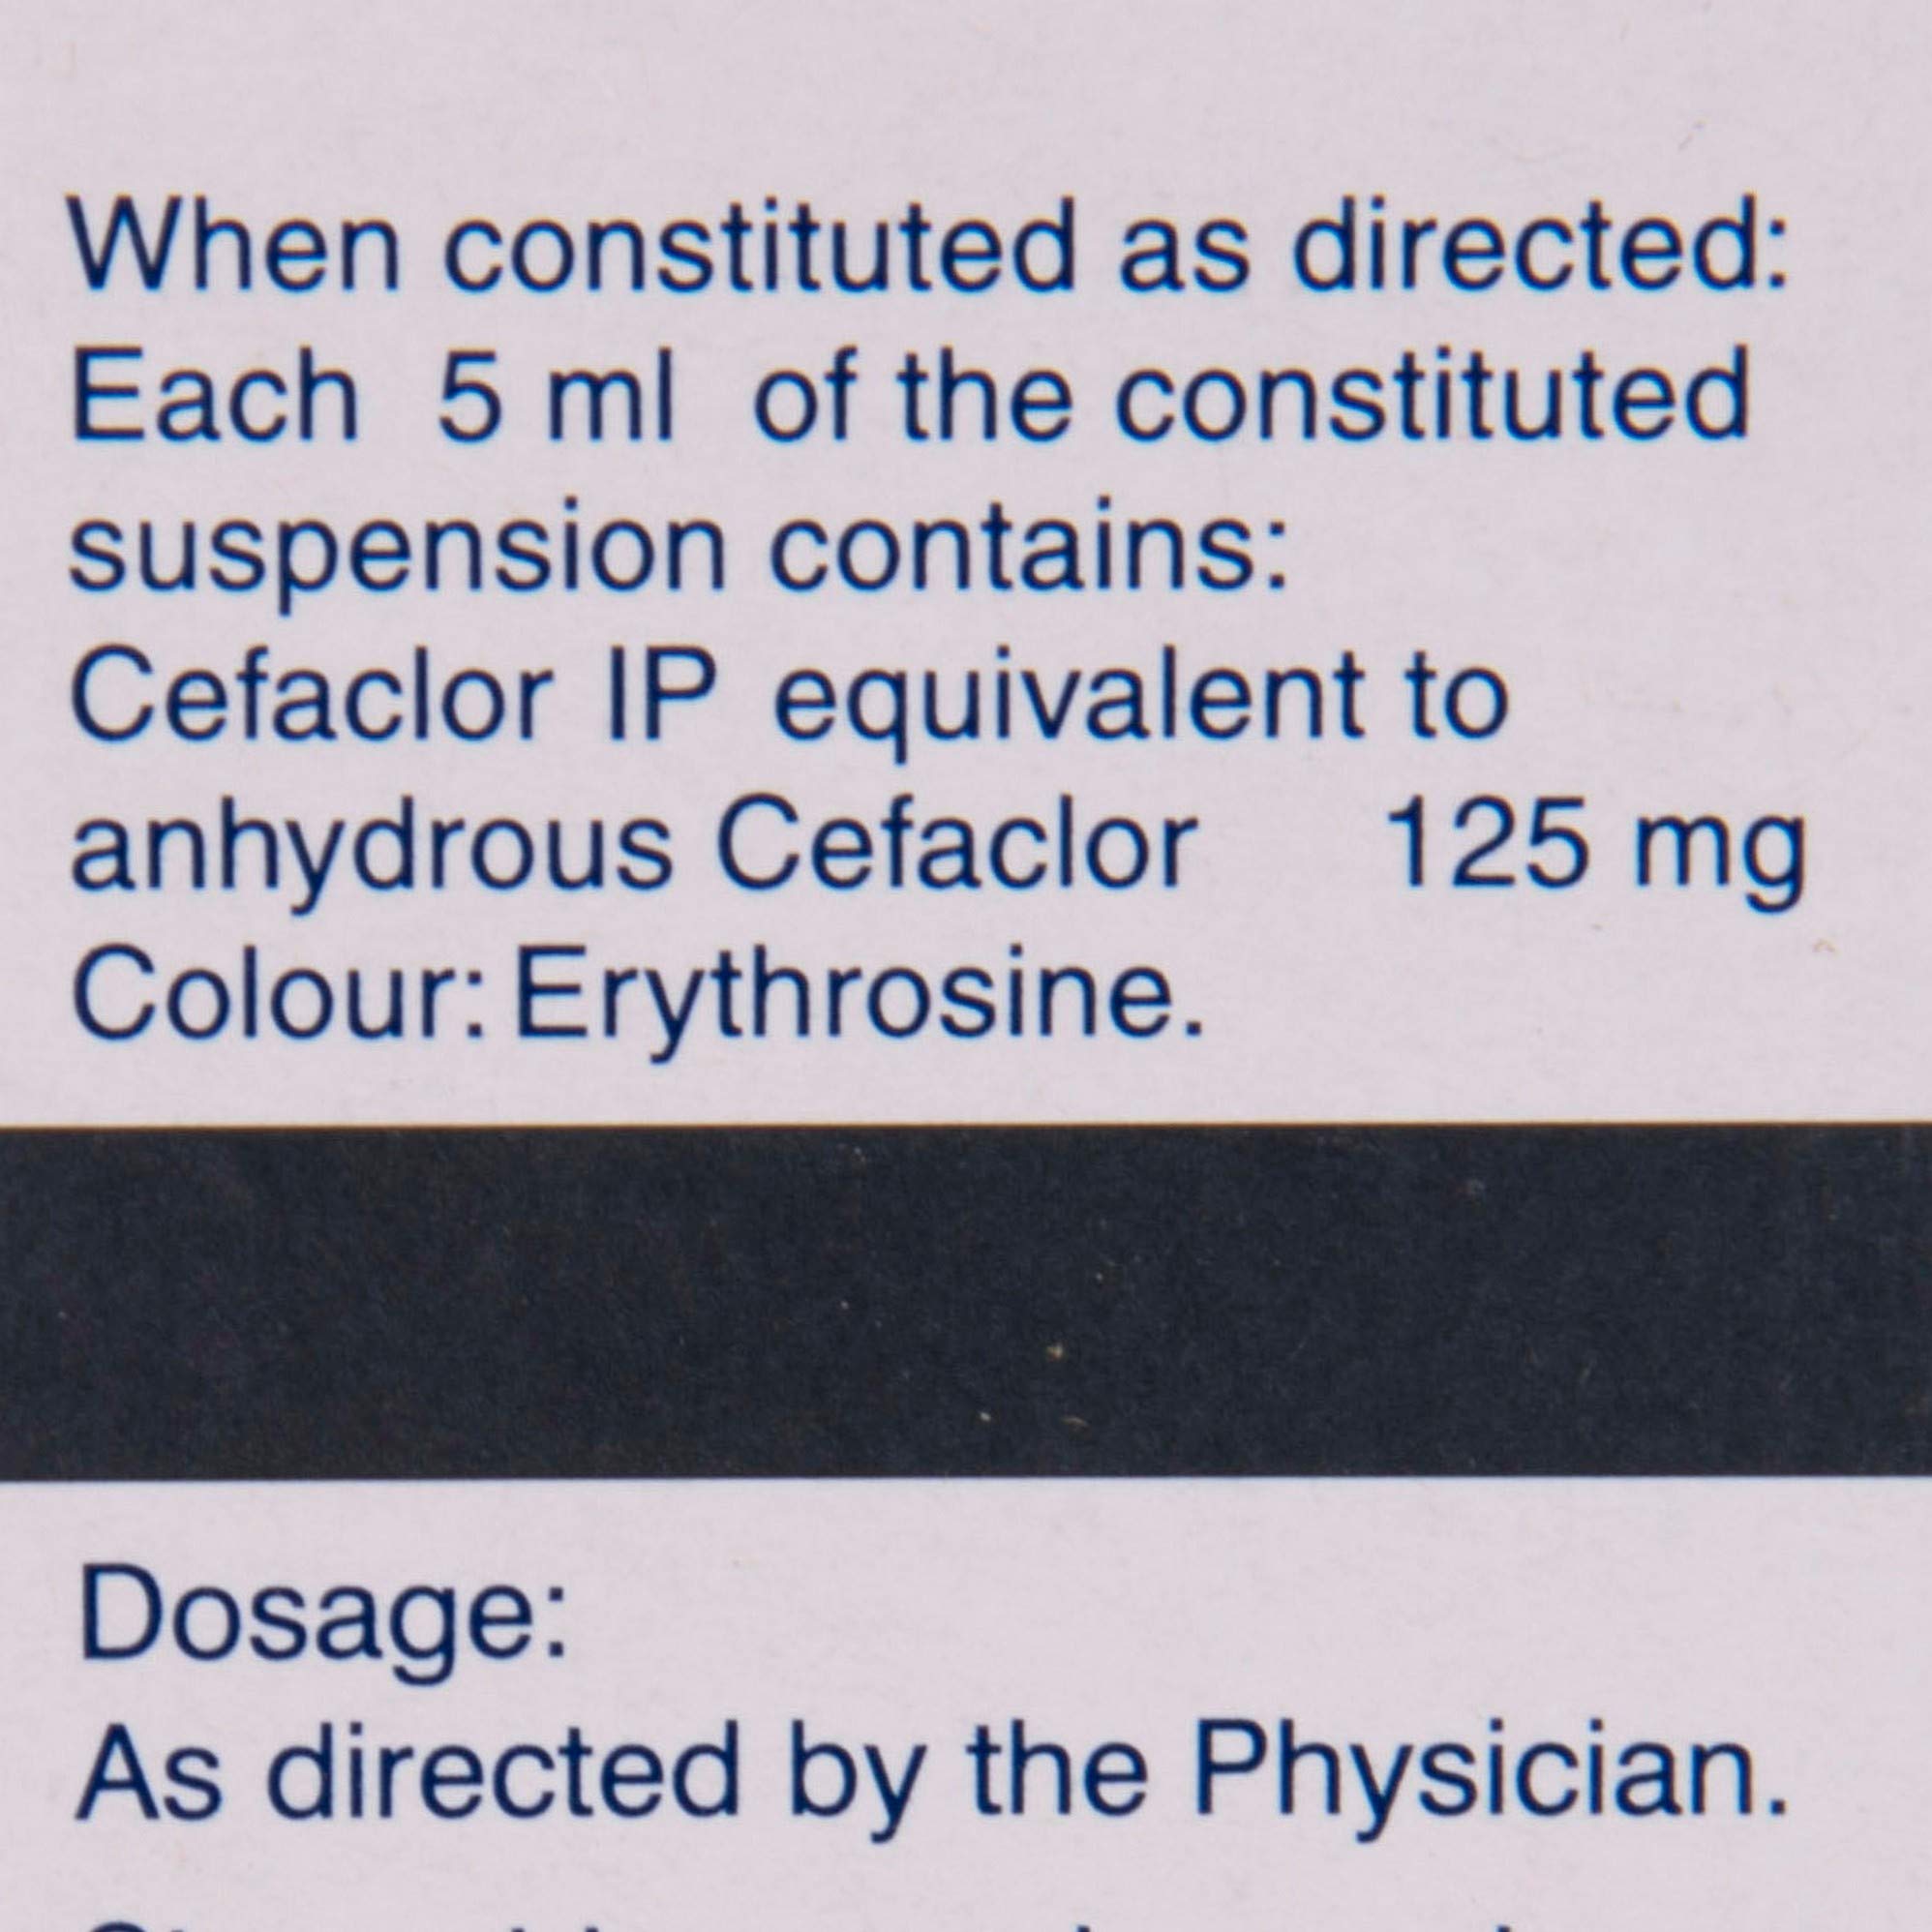 When constituted as directed:
Each 5 ml of the constituted
suspension contains:
Cefaclor IP equivalent to
anhydrous Cefaclor 125 mg
Colour: Erythrosine.
Dosage:
As directed by the Physician.